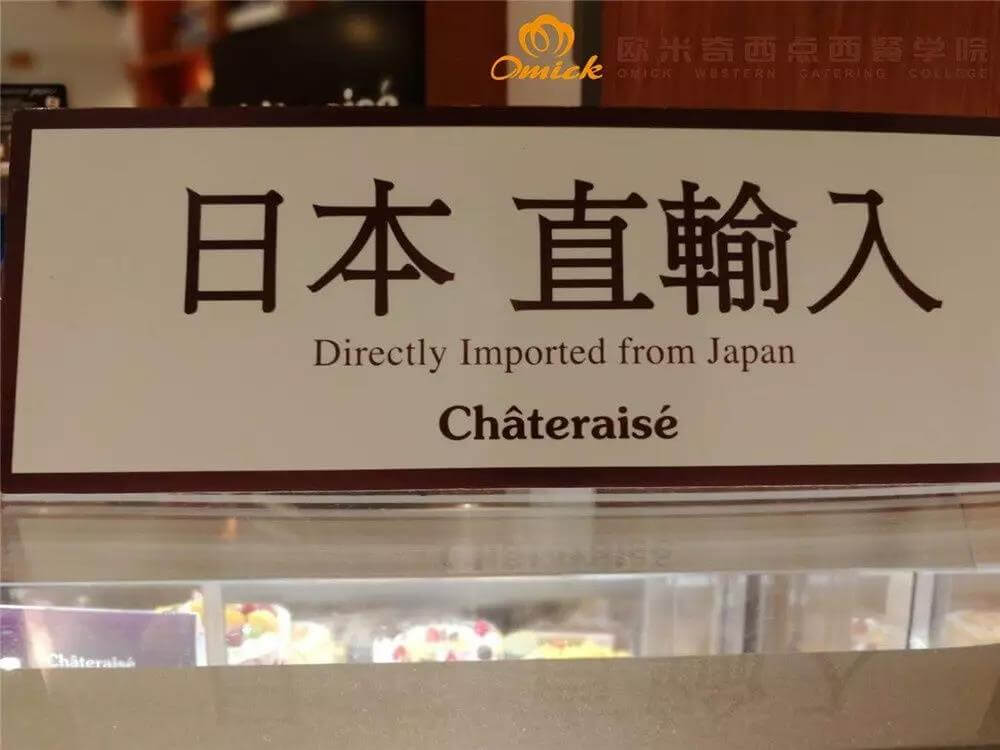 Omick
欧米奇西点西餐学院
OMICK WESTERN CATERING COLLEGE
日本 直輸入
Directly Imported from Japan
Châteraisé
Châteraisé